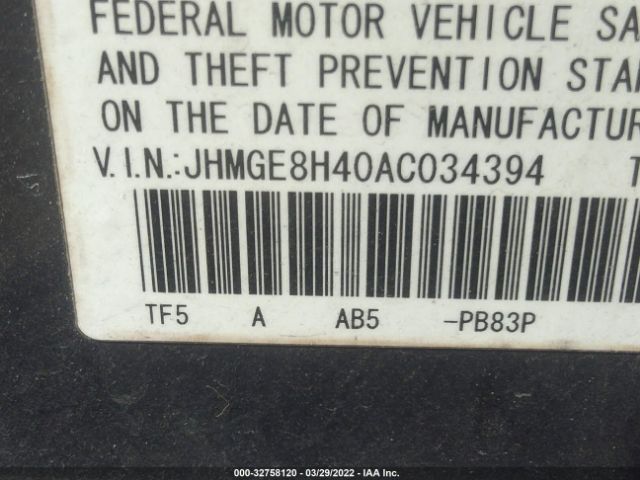 FEDERAL MOTOR VEHICLE SA
AND THEFT PREVENTION STA
ON THE DATE OF MANUFACTUR
V.I.N.:JHMGE8H40AC034394 T
TF5 A AB5 -PB83P
000-32758120 — 03/29/2022 — IAA Inc.